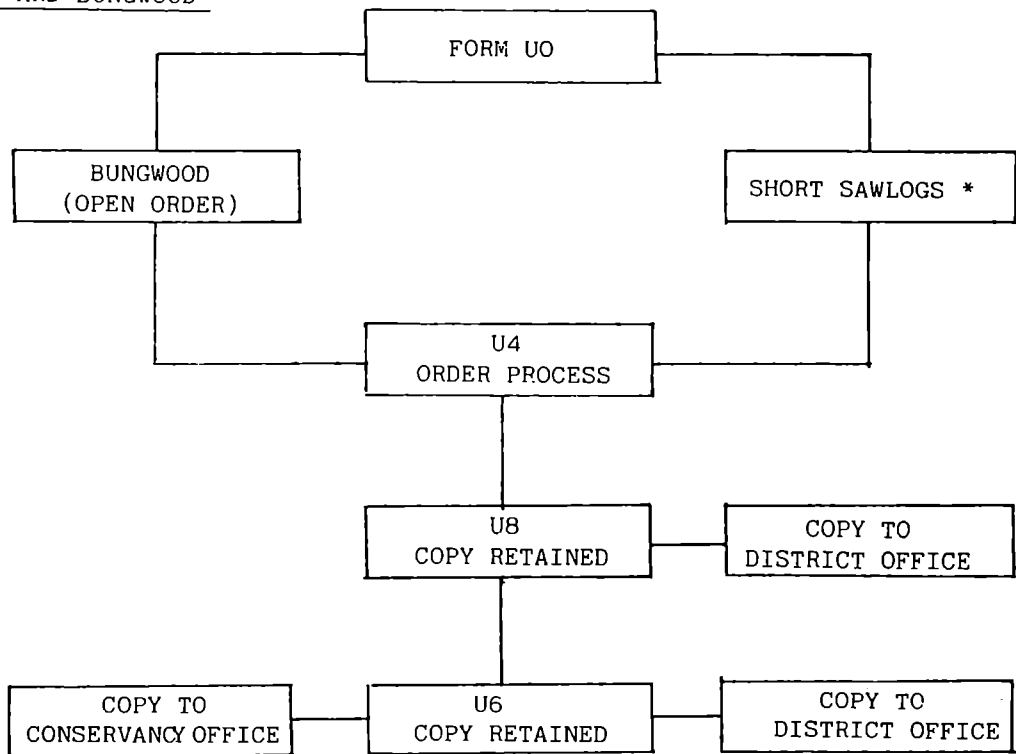 AND BUNGWOOD
FORM UO
BUNGWOOD
(OPEN ORDER)
SHORT SAWLOGS *
U4
ORDER PROCESS
U8
COPY RETAINED
COPY TO
DISTRICT OFFICE
COPY TO
CONSERVANCY OFFICE
U6
COPY RETAINED
COPY TO
DISTRICT OFFICE